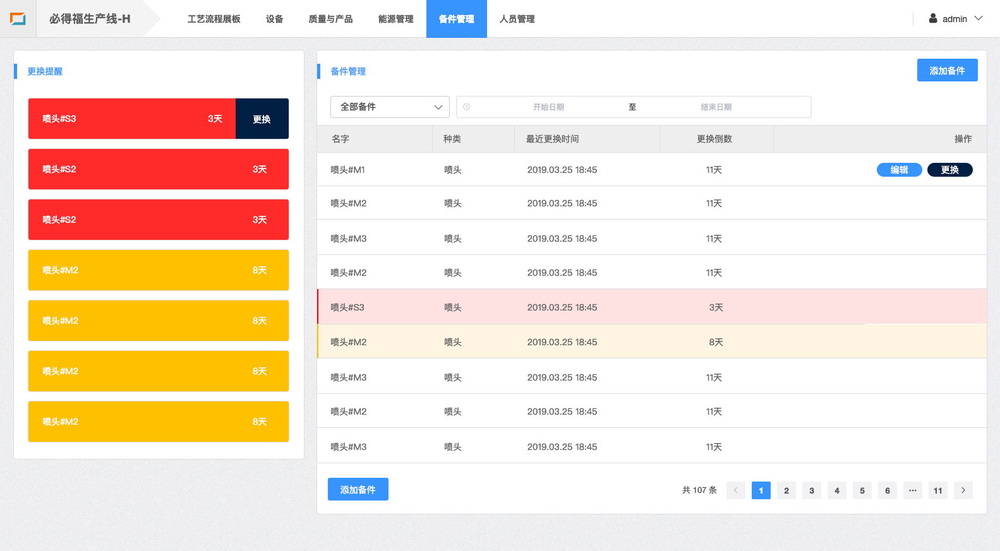 必得福生产线-H 工艺流程展板 设备 质量与产品 能源管理 备件管理 人员管理 admin
更换提醒
喷头#S3 3天 更换
喷头#S2 3天
喷头#S2 3天
喷头#M2 8天
喷头#M2 8天
喷头#M2 8天
喷头#M2 8天
备件管理 添加备件
全部备件 开始日期 至 结束日期
名字 种类 最近更换时间 更换倒数 操作
喷头#M1 喷头 2019.03.25 18:45 11天 编辑 更换
喷头#M2 喷头 2019.03.25 18:45 11天
喷头#M3 喷头 2019.03.25 18:45 11天
喷头#M2 喷头 2019.03.25 18:45 11天
喷头#S3 喷头 2019.03.25 18:45 3天
喷头#M2 喷头 2019.03.25 18:45 8天
喷头#M3 喷头 2019.03.25 18:45 11天
喷头#M2 喷头 2019.03.25 18:45 11天
喷头#M3 喷头 2019.03.25 18:45 11天
添加备件 共 107 条 < 1 2 3 4 5 6 ··· 11 >